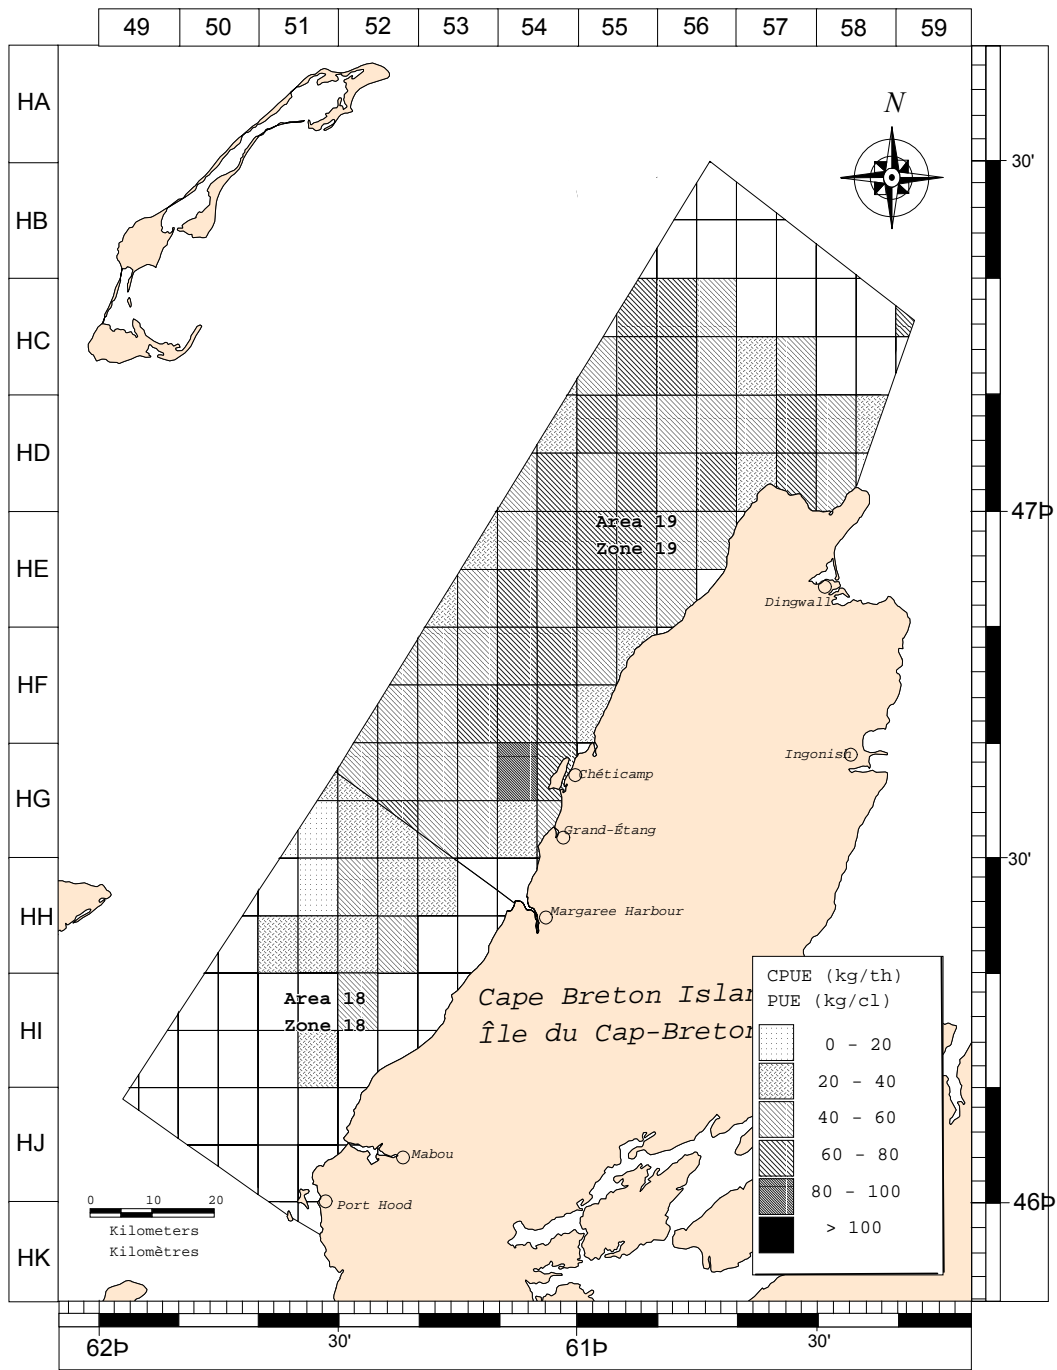 49 50 51 52 53 54 55 56 57 58 59
HA
N
30'
HB
HC
HD
47Þ
Area 19
Zone 19
HE
Dingwall
HF
Ingonish
Chéticamp
HG
Grand-Étang
30'
HH
Margaree Harbour
CPUE (kg/th)
PUE (kg/cl)
Area 18
Zone 18
Cape Breton Islan
Île du Cap-Breton
HI
0 - 20
20 - 40
40 - 60
60 - 80
80 - 100
> 100
HJ
Mabou
0 10 20
Kilometers
Kilomètres
Port Hood
46Þ
HK
62Þ 30' 61Þ 30'